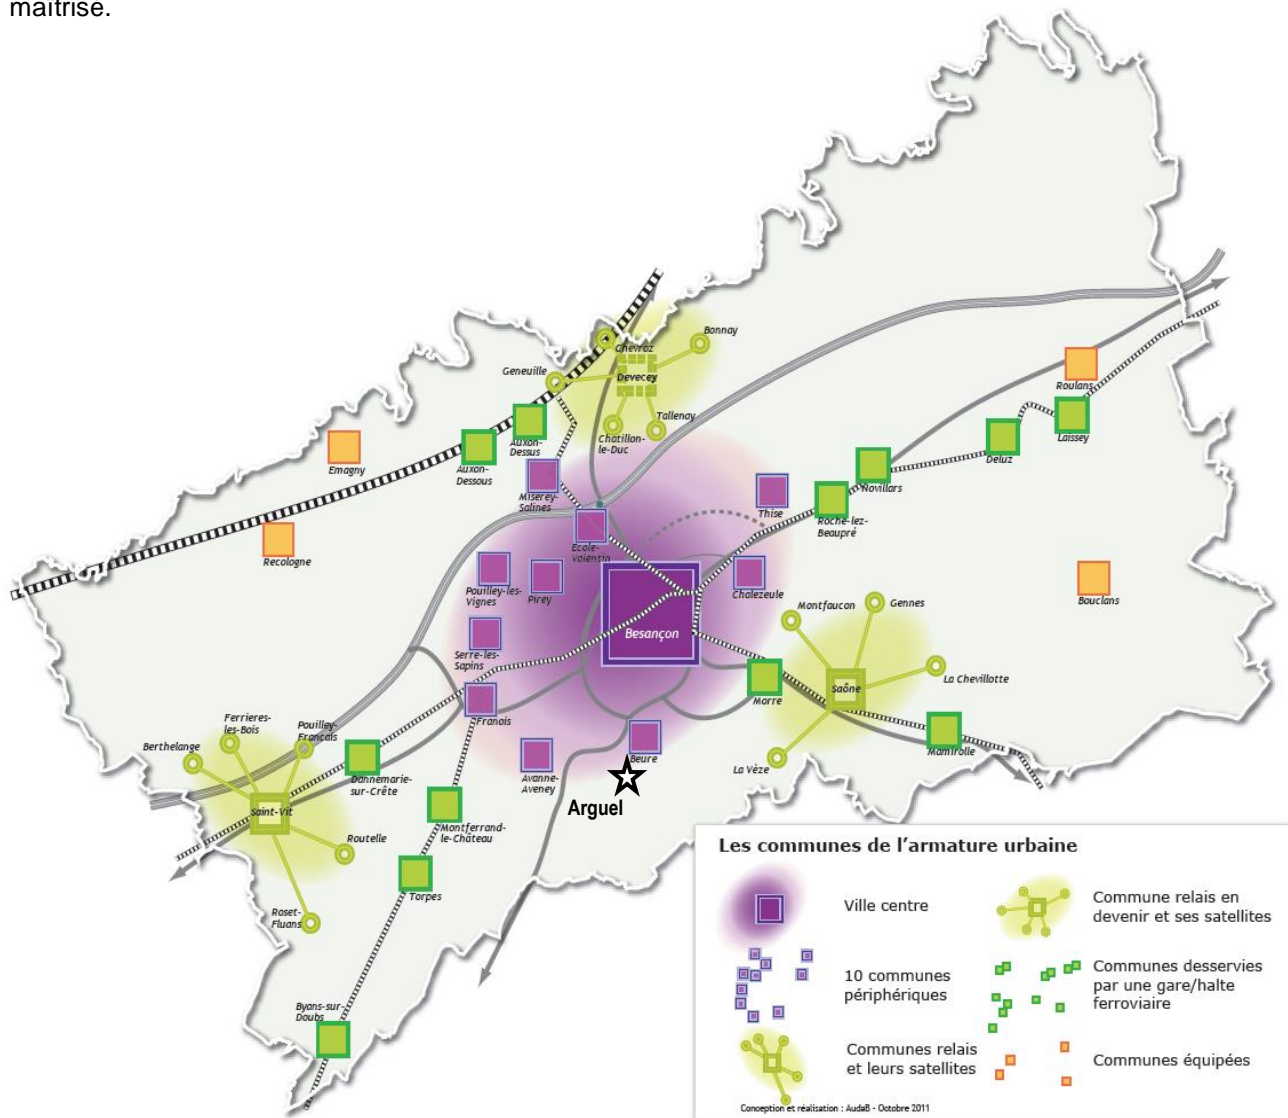 maîtrise.
Chevroz
Bonnay
Geneuille
Devecey
Roulans
Tallenay
Chatillon-
le-Duc
Auxon-
Dessus
Laissey
Emagny
Auxon-
Dessous
Deluz
Miserey-
Salines
Novillars
Thise
Roche-lez-
Beaupré
Ecole-
Valentin
Recologne
Pouilley-les-
Vignes
Pirey
Chalezeule
Bouclans
Montfaucon
Gennes
Besançon
Serre-les-
Sapins
La Chevillotte
Saône
Morre
Franois
Ferrieres-
les-Bois
Pouilley-
Français
Berthelange
Mamirolle
Beure
La Vèze
Avanne-
Aveney
Dannemarie-
sur-Crête
Arguel
Saint-Vit
Montferrand-
le-Château
Routelle
Torpes
Roset-
Fluans
Byans-sur-
Doubs
Les communes de l'armature urbaine
Ville centre
10 communes
périphériques
Communes relais
et leurs satellites
Commune relais en
devenir et ses satellites
Communes desservies
par une gare/halte
ferroviaire
Communes équipées
Conception et réalisation : AudaB - Octobre 2011